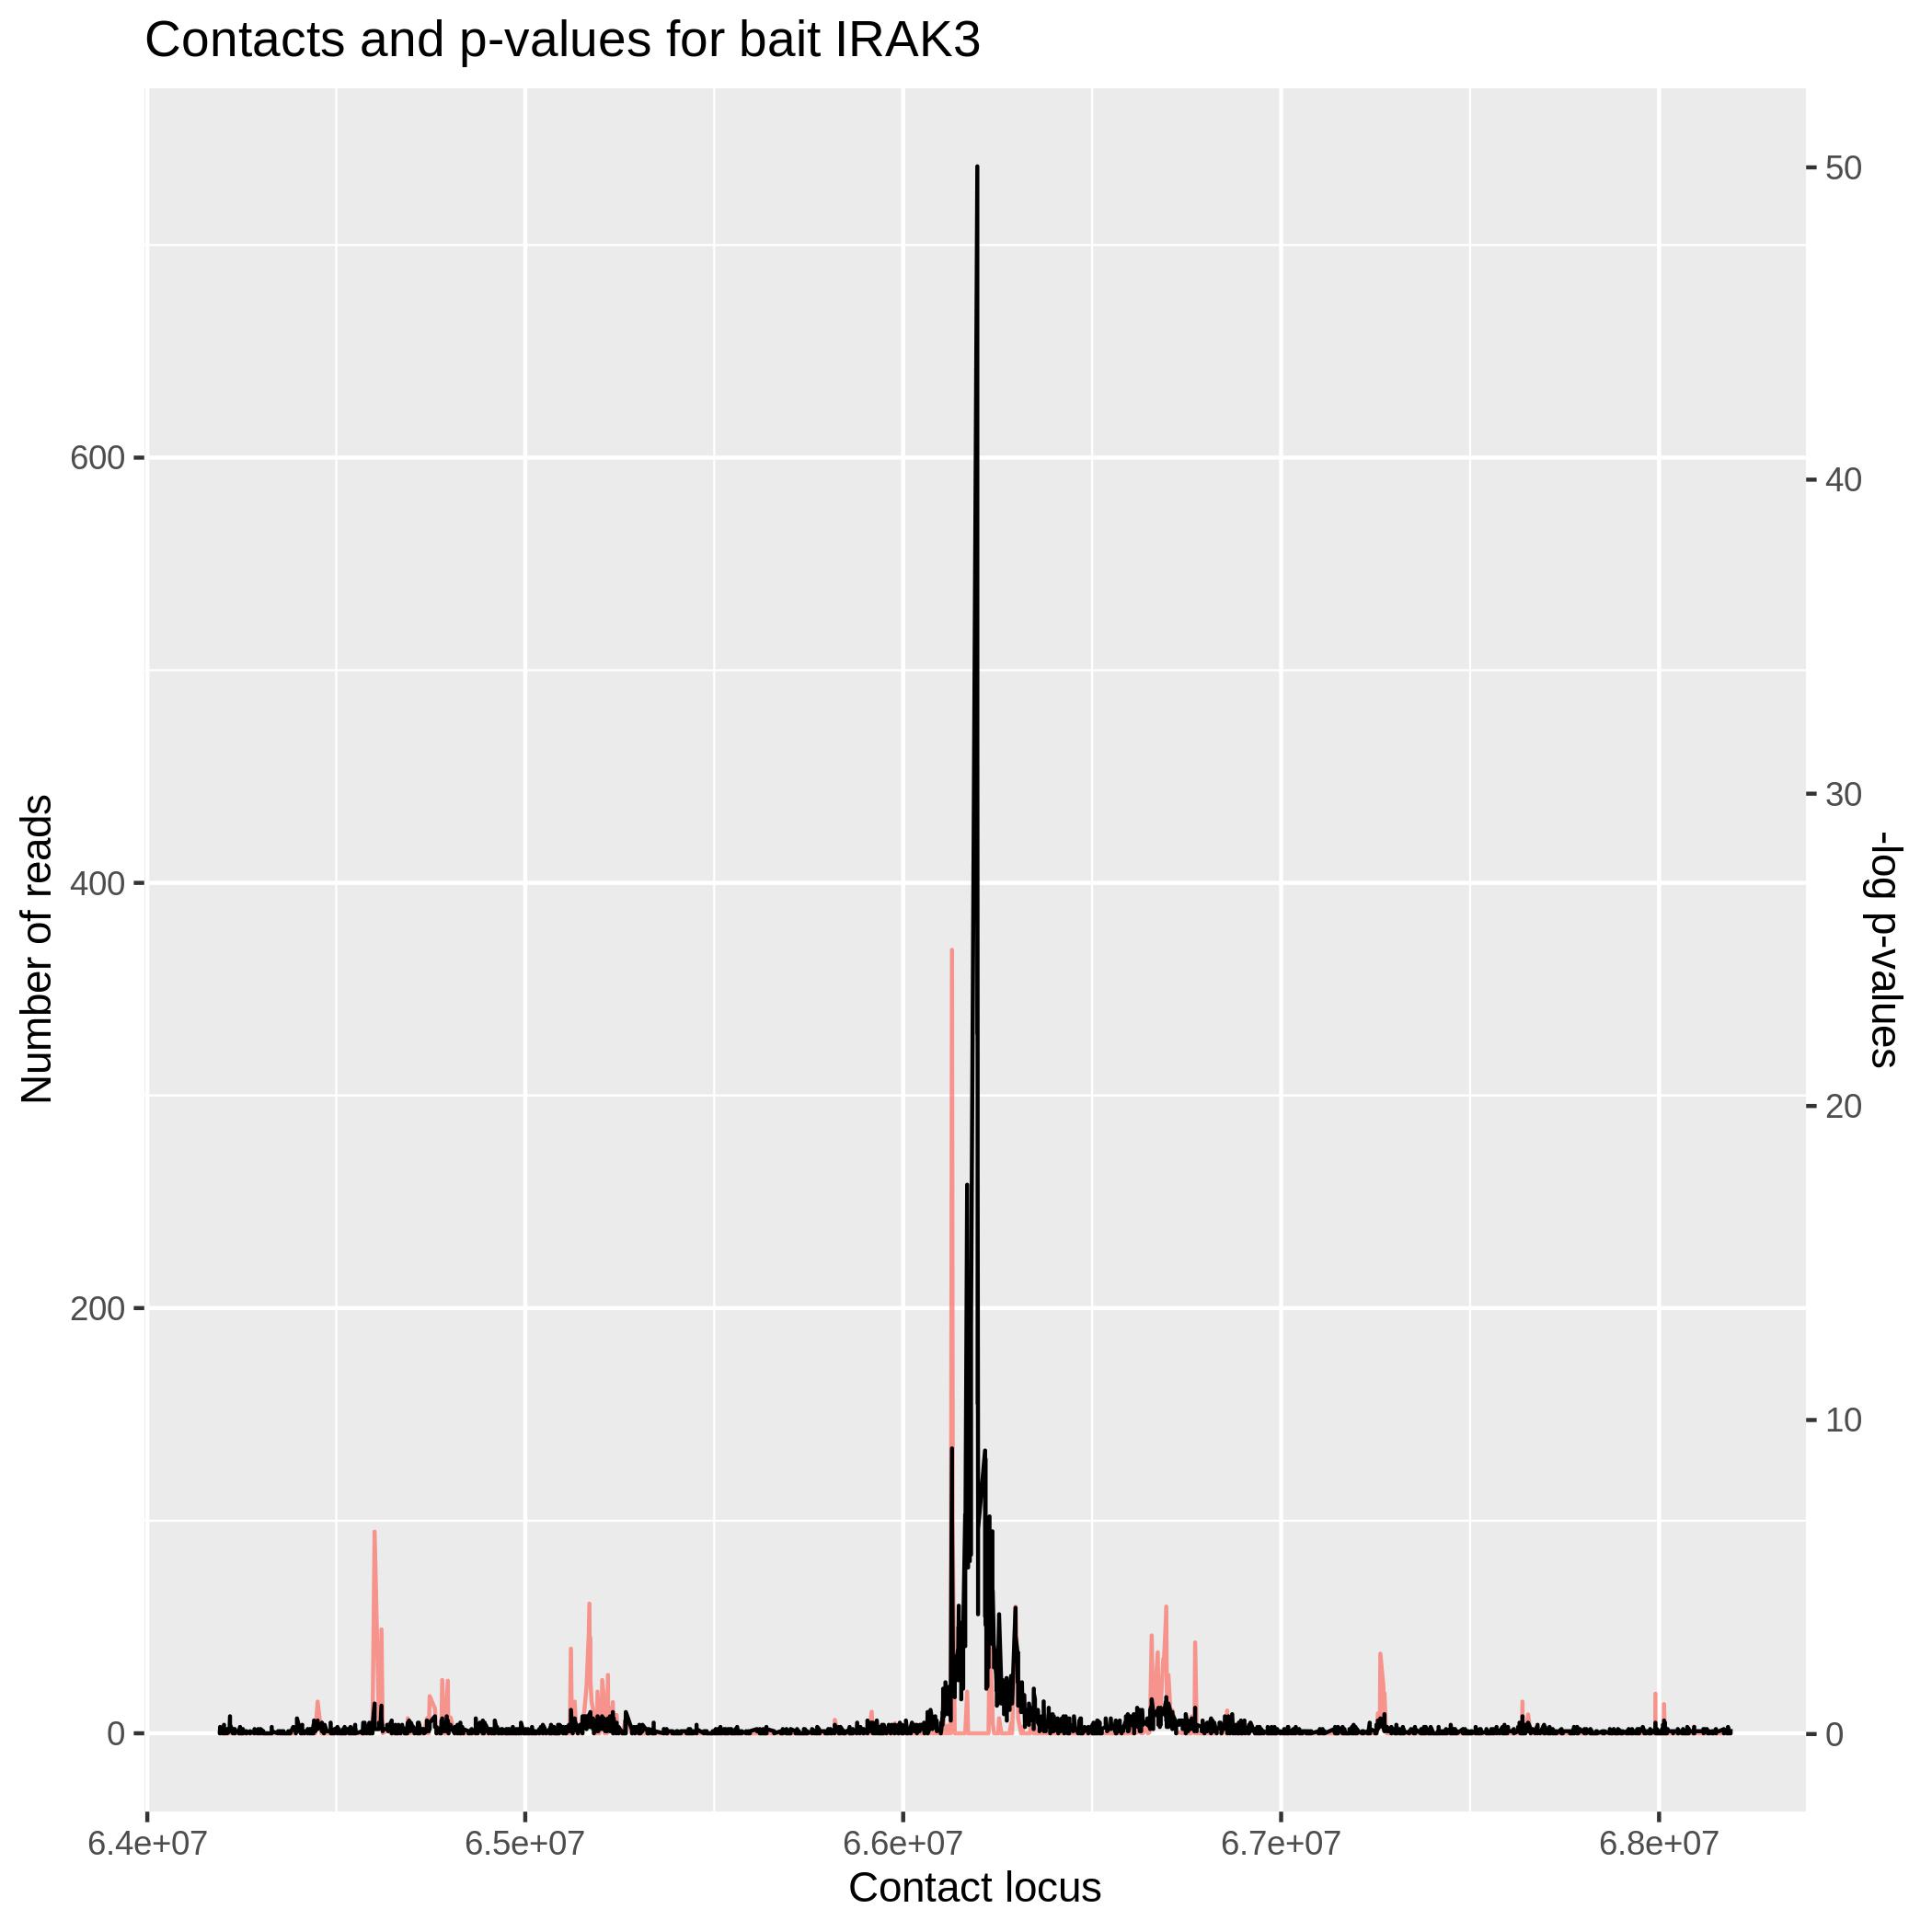 Contacts and p-values for bait IRAK3
Number of reads
600
400
200
0
50
40
30
20
10
0
-log p-values
6.4e+07
6.5e+07
6.6e+07
6.7e+07
6.8e+07
Contact locus